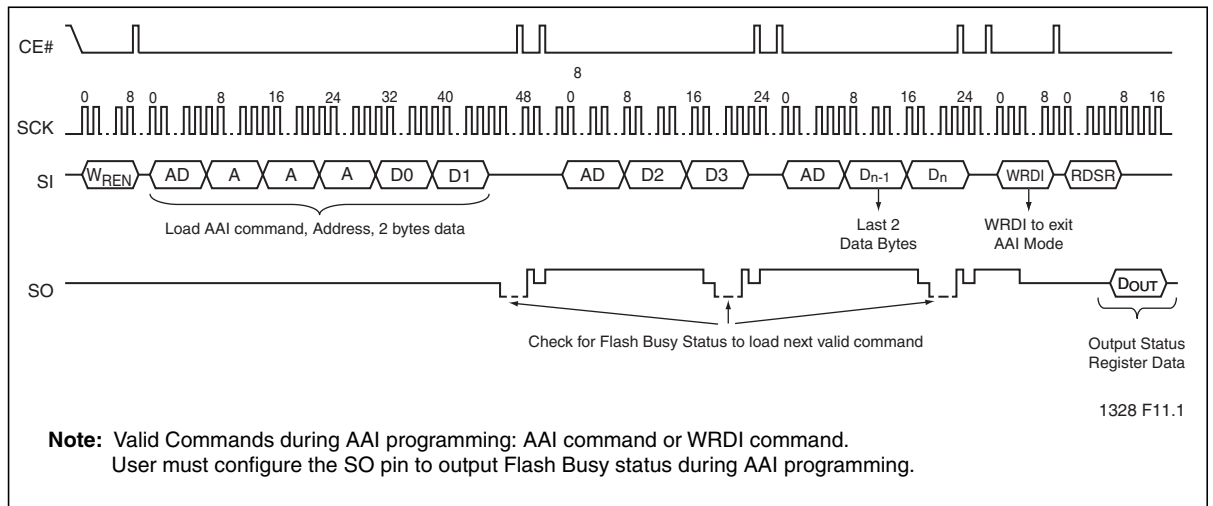 CE#
8
0 8 0 8 16 24 32 40 48 0 8 16 24 0 8 16 24 0 8 0 8 16
SCK
SI WREN AD A A A D0 D1 AD D2 D3 AD Dn-1 Dn WRDI RDSR
Load AAI command, Address, 2 bytes data
Last 2
Data Bytes
WRDI to exit
AAI Mode
SO DOUT
Check for Flash Busy Status to load next valid command
Output Status
Register Data
1328 F11.1
Note: Valid Commands during AAI programming: AAI command or WRDI command.
User must configure the SO pin to output Flash Busy status during AAI programming.